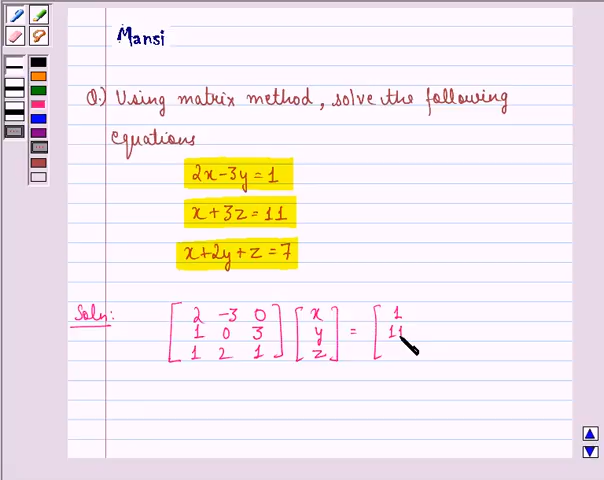 Mansi
Q.) Using matrix method, solve the following
equations
2x-3y=1
x+3z=11
x+2y+z=7
Soln: [ 2 -3 0 ] [ x ] = [ 1
1 0 3 y 11
1 2 1 z